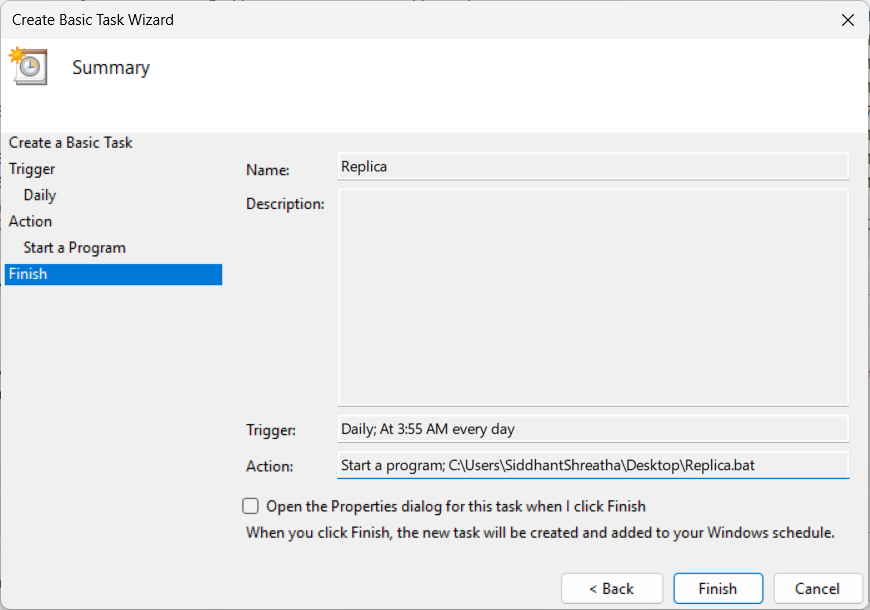 Create Basic Task Wizard
Summary
Create a Basic Task
Trigger
Daily
Action
Start a Program
Finish
Name:
Replica
Description:
Trigger:
Daily; At 3:55 AM every day
Action:
Start a program; C:\Users\SiddhantShreatha\Desktop\Replica.bat
Open the Properties dialog for this task when I click Finish
When you click Finish, the new task will be created and added to your Windows schedule.
< Back
Finish
Cancel